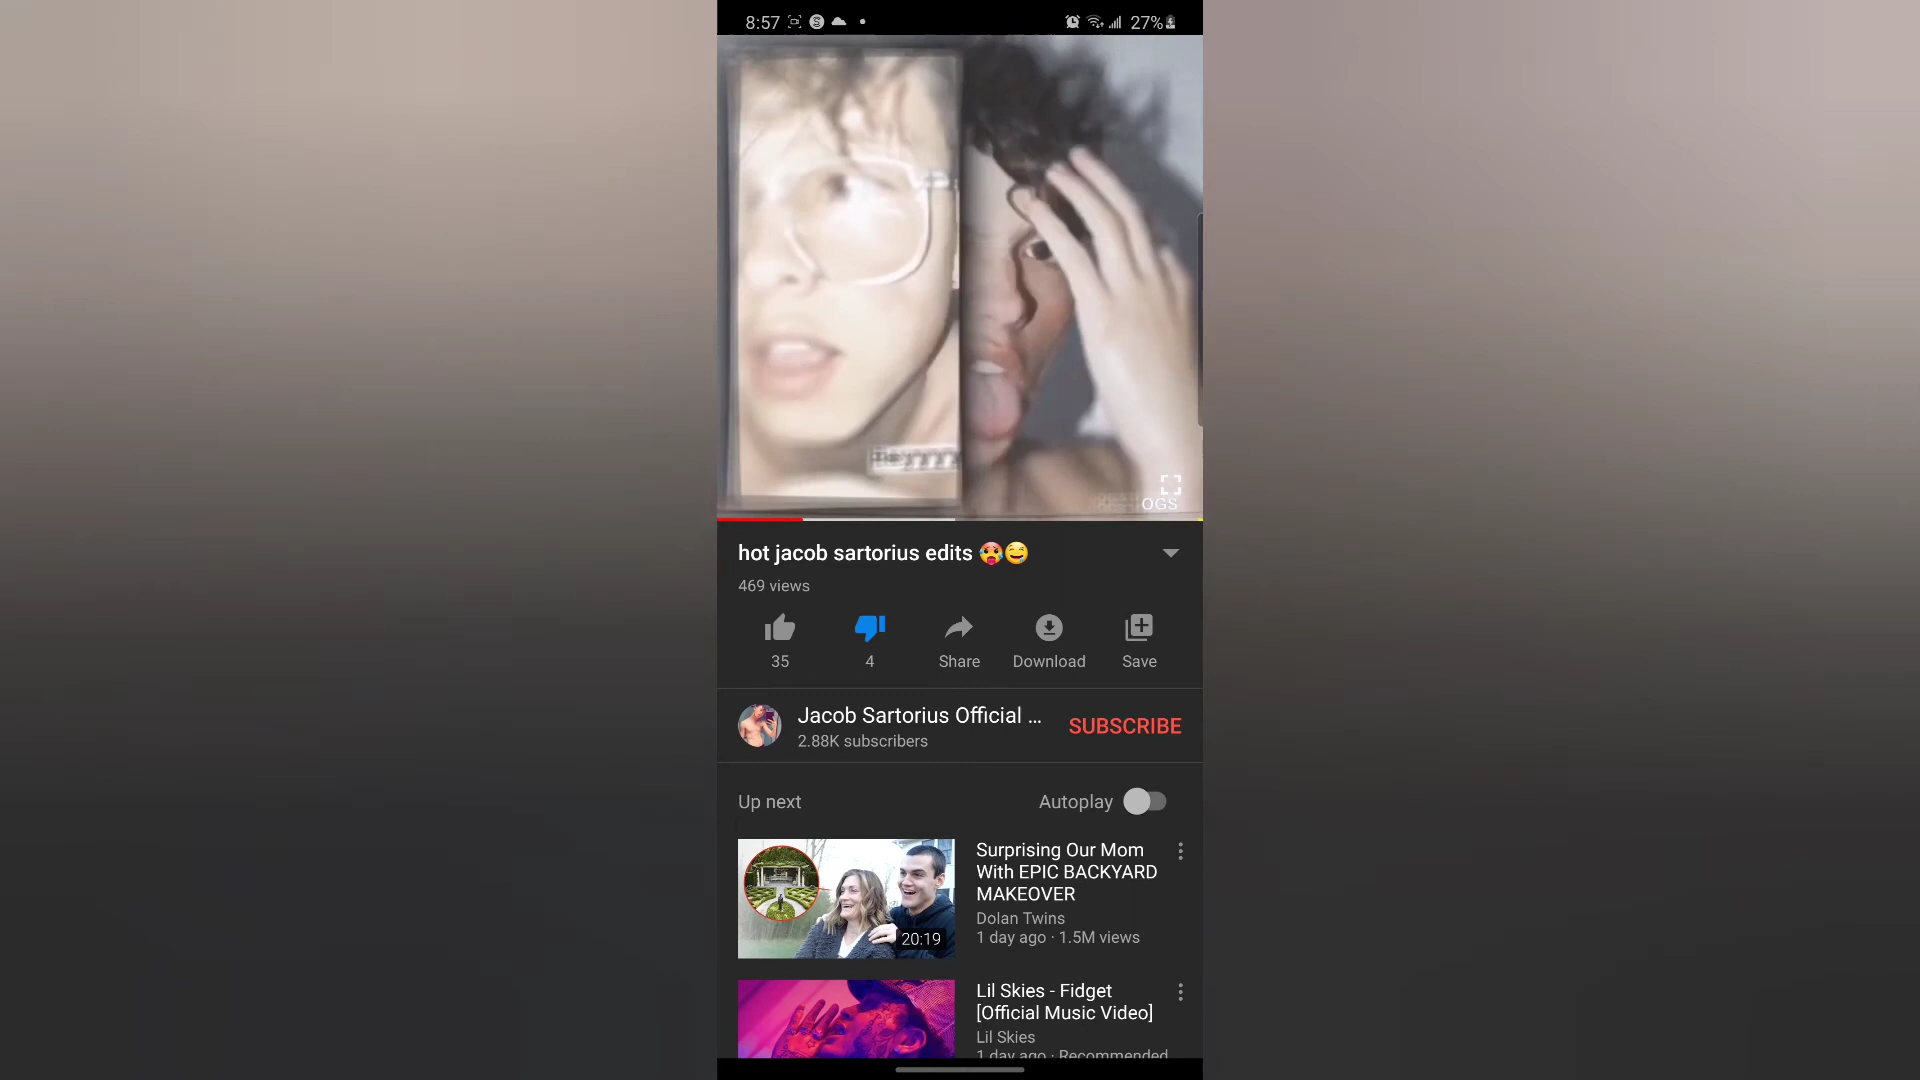 8:57
27%
OGS
hot jacob sartorius edits 🥵😂
469 views
35
4
Share
Download
Save
Jacob Sartorius Official ...
2.88K subscribers
SUBSCRIBE
Up next
Autoplay
20:19
Surprising Our Mom
With EPIC BACKYARD
MAKEOVER
Dolan Twins
1 day ago · 1.5M views
Lil Skies - Fidget
[Official Music Video]
Lil Skies
1 day ago · Recommended